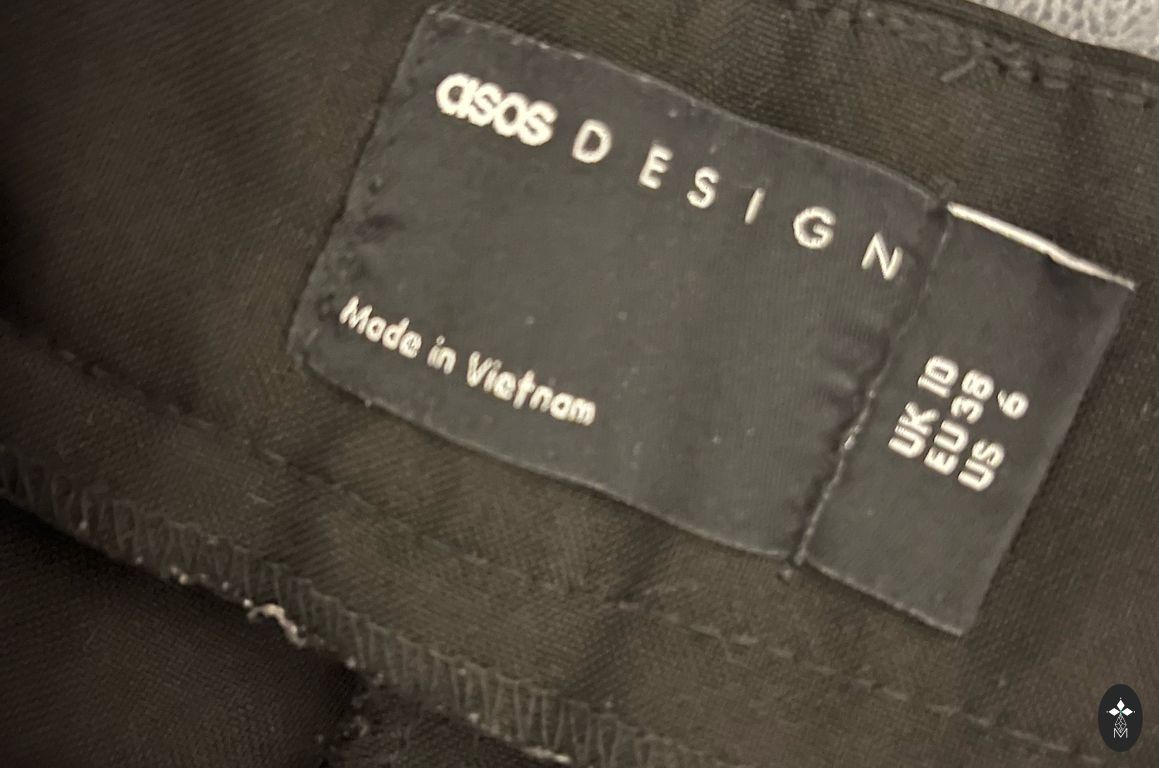 asos DESIGN
Made in Vietnam
UK 10
EU 38
US 6
M